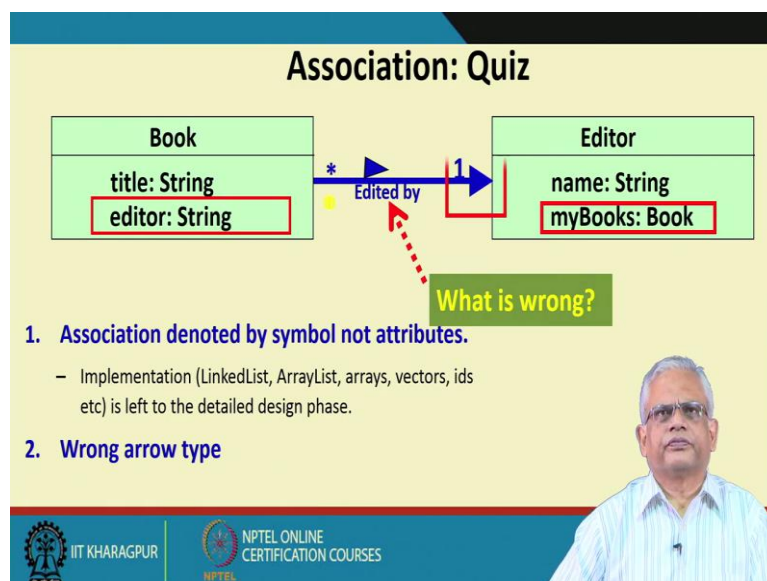 Association: Quiz
Book
title: String
editor: String
*
Edited by
1
Editor
name: String
myBooks: Book
What is wrong?
1. Association denoted by symbol not attributes.
– Implementation (LinkedList, ArrayList, arrays, vectors, ids
etc) is left to the detailed design phase.
2. Wrong arrow type
IIT KHARAGPUR
NPTEL
NPTEL ONLINE
CERTIFICATION COURSES